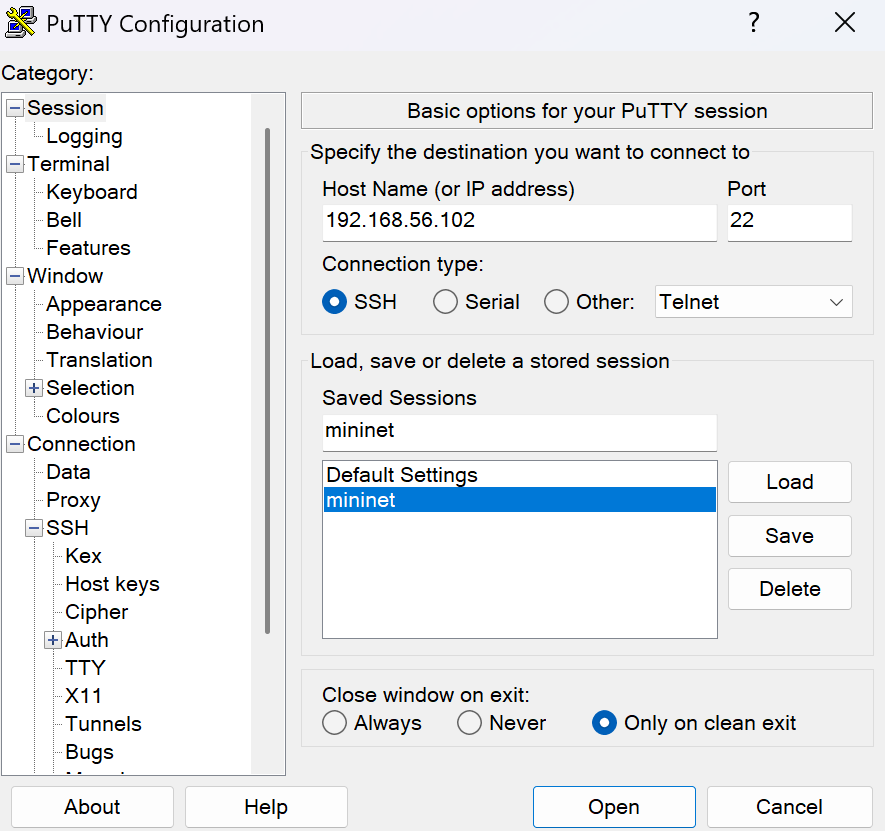 PuTTY Configuration
?
Category:
Session
Logging
Terminal
Keyboard
Bell
Features
Window
Appearance
Behaviour
Translation
Selection
Colours
Connection
Data
Proxy
SSH
Kex
Host keys
Cipher
Auth
TTY
X11
Tunnels
Bugs
Basic options for your PuTTY session
Specify the destination you want to connect to
Host Name (or IP address) Port
192.168.56.102 22
Connection type:
SSH Serial Other: Telnet
Load, save or delete a stored session
Saved Sessions
mininet
Default Settings
mininet
Load
Save
Delete
Close window on exit:
Always Never Only on clean exit
About Help Open Cancel